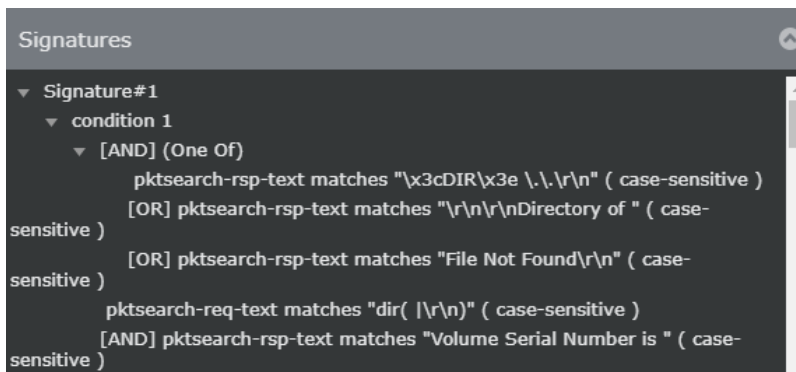 Signatures
Signature#1
condition 1
[AND] (One Of)
pktsearch-rsp-text matches "\x3cDIR\x3e \.\.\r\n" ( case-sensitive )
[OR] pktsearch-rsp-text matches "\r\n\r\nDirectory of " ( case-
sensitive )
[OR] pktsearch-rsp-text matches "File Not Found\r\n" ( case-
sensitive )
pktsearch-req-text matches "dir( |\r\n)" ( case-sensitive )
[AND] pktsearch-rsp-text matches "Volume Serial Number is " ( case-
sensitive )